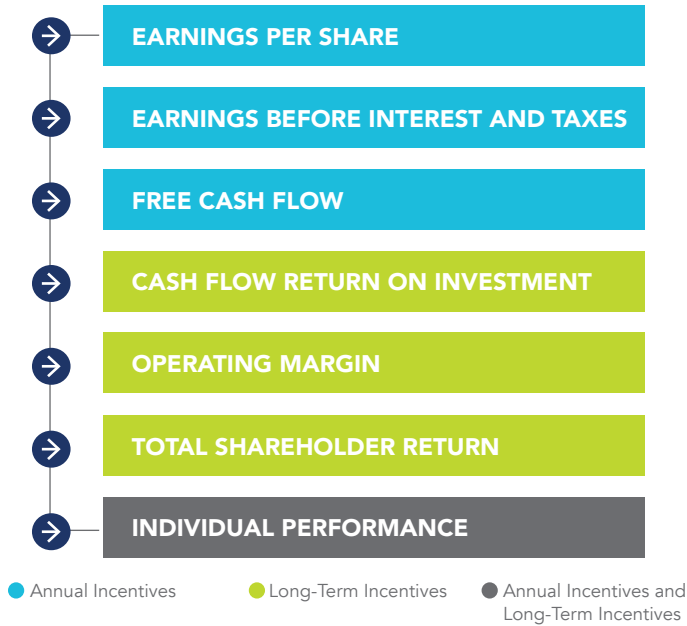 EARNINGS PER SHARE
EARNINGS BEFORE INTEREST AND TAXES
FREE CASH FLOW
CASH FLOW RETURN ON INVESTMENT
OPERATING MARGIN
TOTAL SHAREHOLDER RETURN
INDIVIDUAL PERFORMANCE
Annual Incentives
Long-Term Incentives
Annual Incentives and
Long-Term Incentives